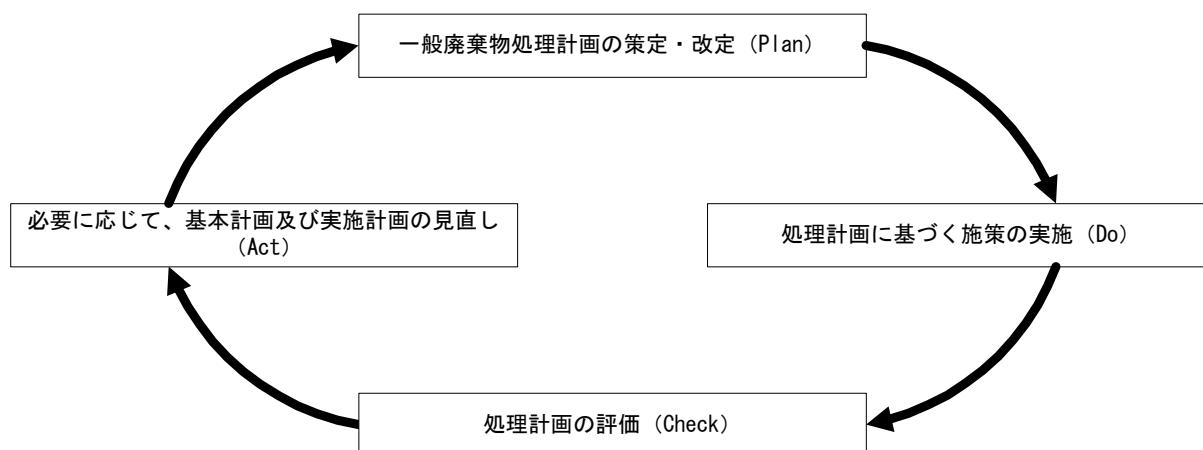 一般廃棄物処理計画の策定・改定（Plan）
必要に応じて、基本計画及び実施計画の見直し
（Act）
処理計画に基づく施策の実施（Do）
処理計画の評価（Check）